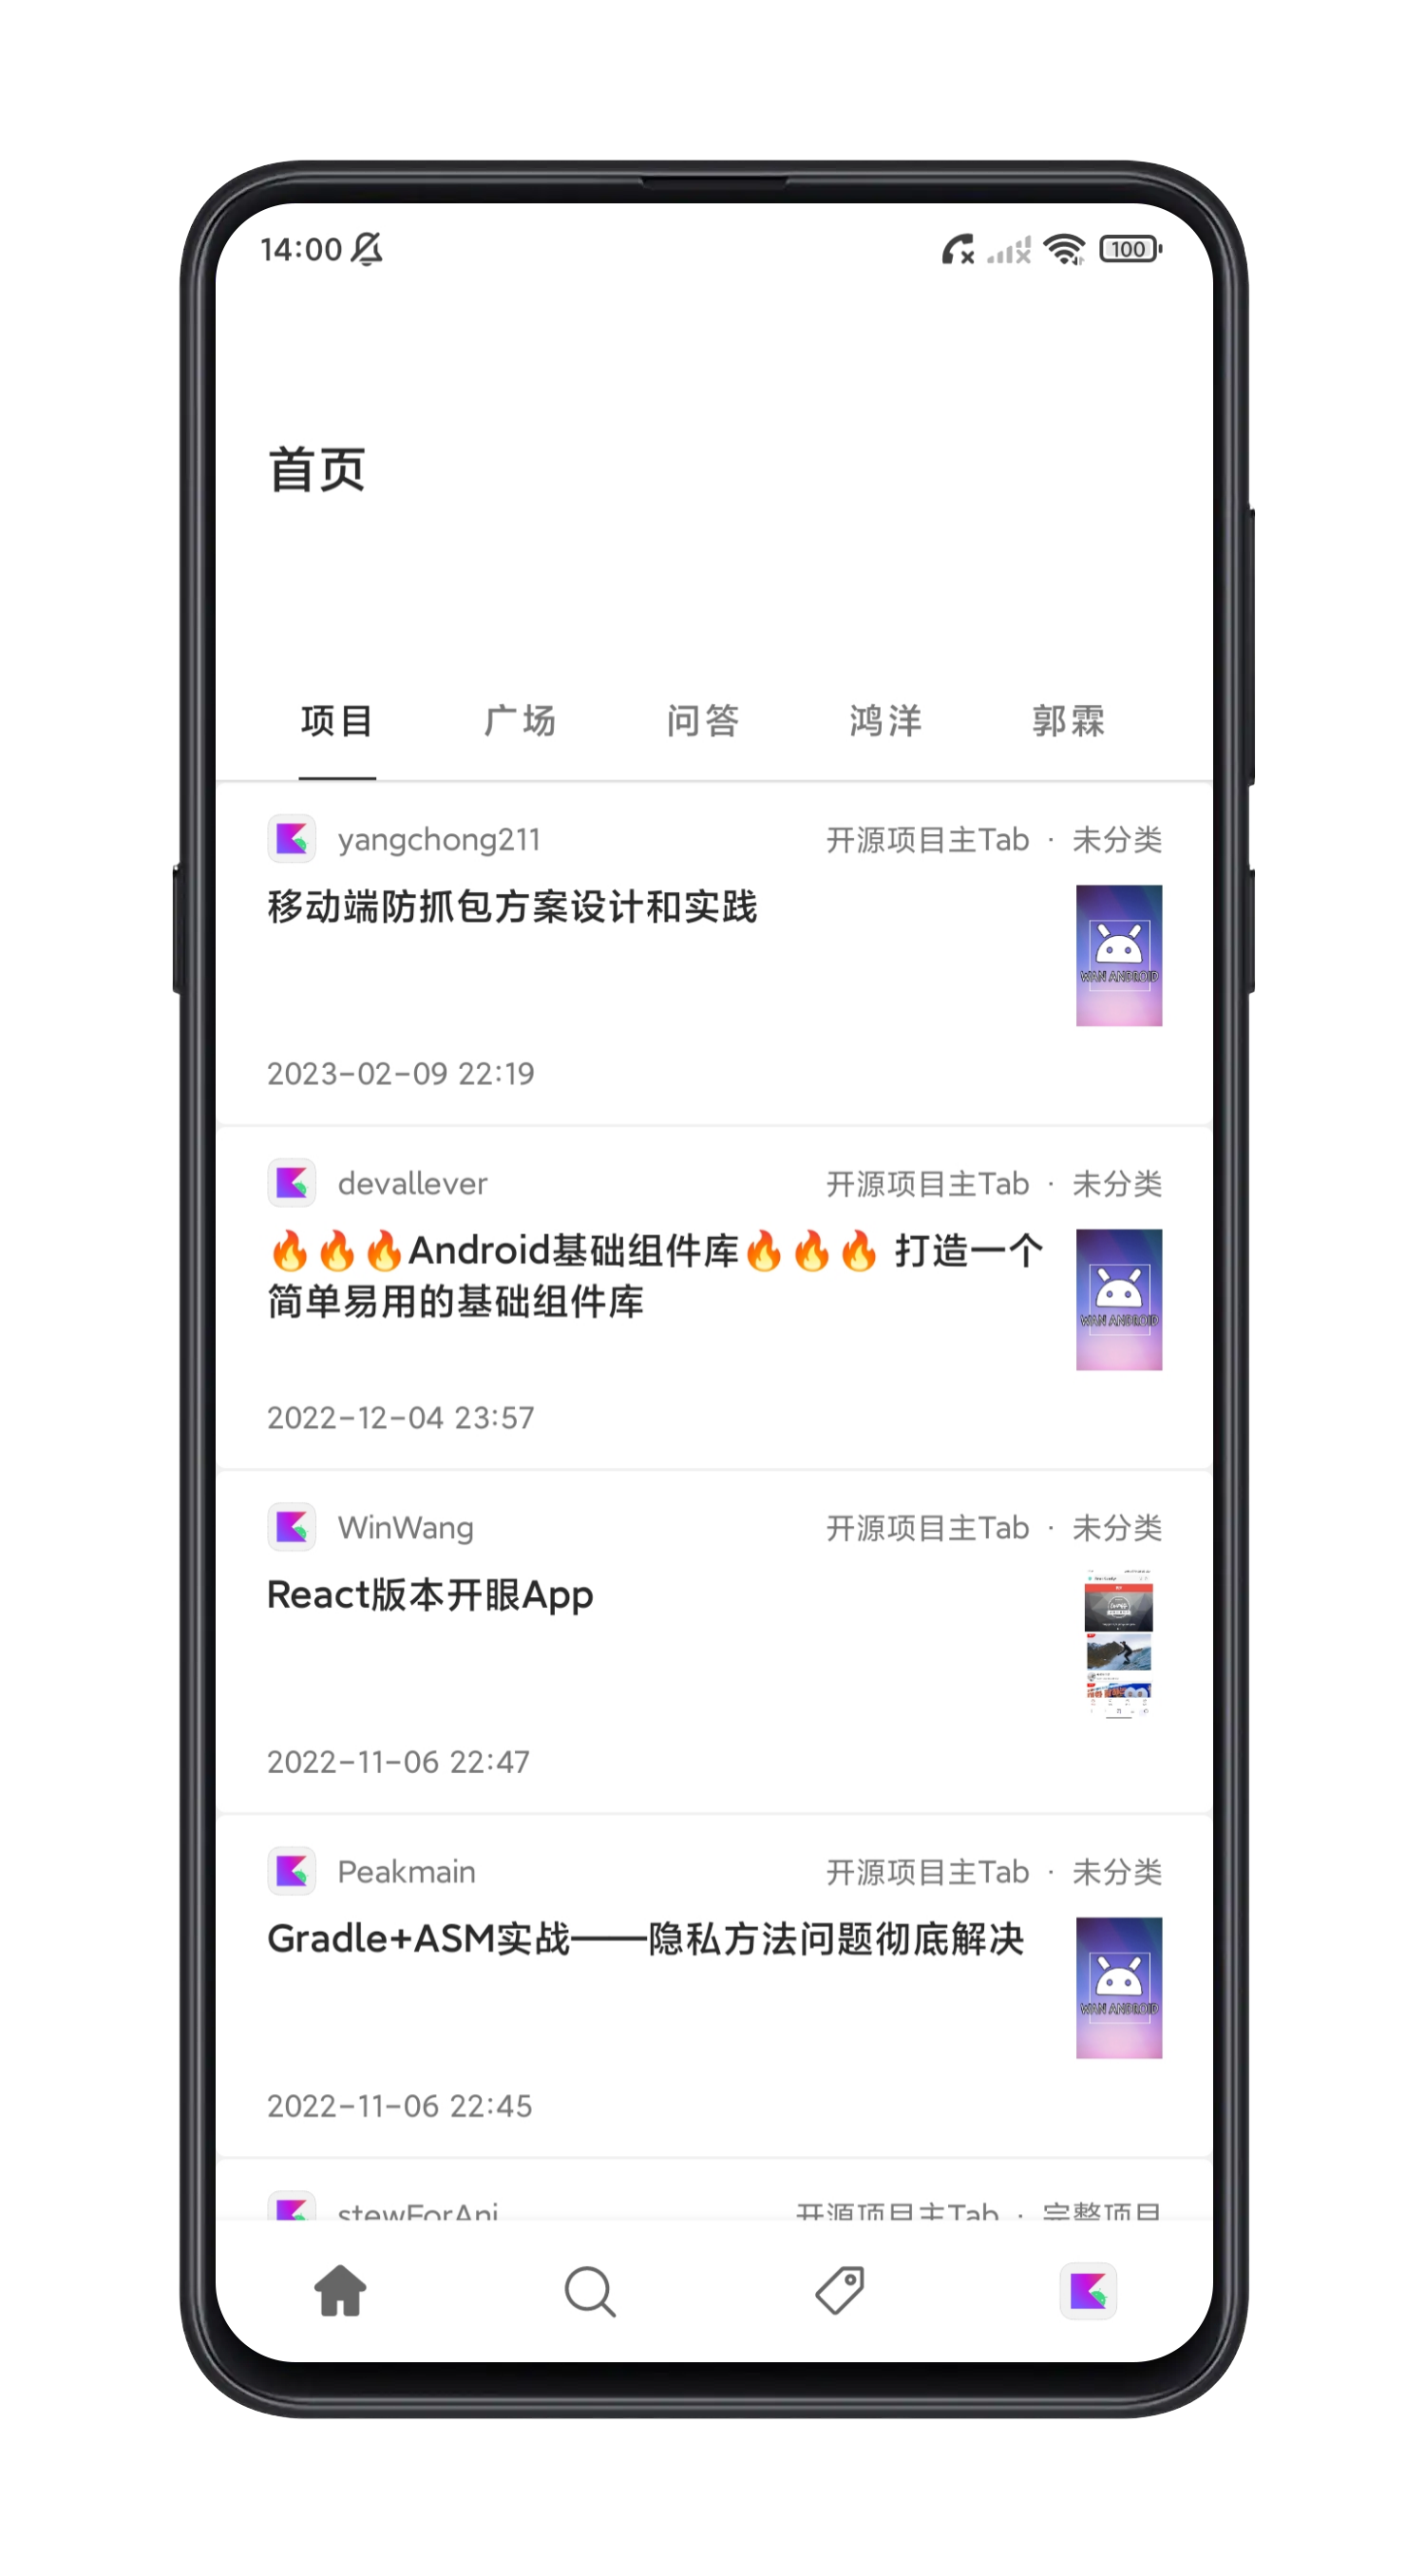 14:00
100
首页
项目 广场 问答 鸿洋 郭霖
yangchong211 开源项目主Tab · 未分类
移动端防抓包方案设计和实践
WAN ANDROID
2023-02-09 22:19
devallever 开源项目主Tab · 未分类
🔥🔥🔥Android基础组件库🔥🔥🔥 打造一个
简单易用的基础组件库
WAN ANDROID
2022-12-04 23:57
WinWang 开源项目主Tab · 未分类
React版本开眼App
2022-11-06 22:47
Peakmain 开源项目主Tab · 未分类
Gradle+ASM实战——隐私方法问题彻底解决
WAN ANDROID
2022-11-06 22:45
stewForAni 开源项目主Tab · 完整项目